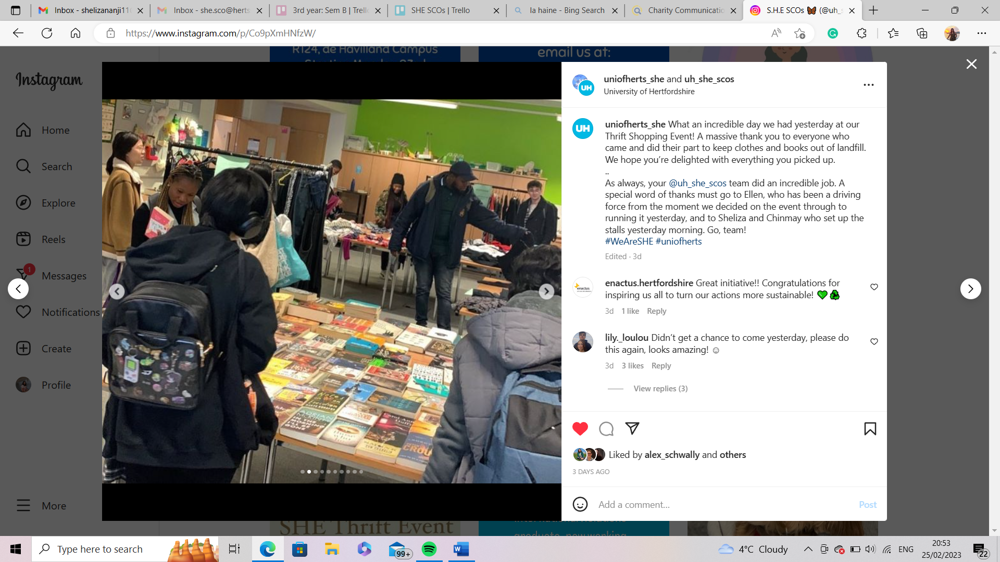 Inbox - shelizananji11
Inbox - she.sco@herts
3rd year: Sem B | Trell
SHE SCOs | Trello
la haine - Bing Search
Charity Communicatio
S.H.E SCOs 🦋 (@uh_s
https://www.instagram.com/p/Co9pXmHNfzW/
R124, de Havilland Campus
email us at:
Instagram
Home
Search
Explore
Reels
1
Messages
Notifications
Create
Profile
More
uniofherts_she and uh_she_scos
University of Hertfordshire
UH
UH
uniofherts_she What an incredible day we had yesterday at our
Thrift Shopping Event! A massive thank you to everyone who
came and did their part to keep clothes and books out of landfill.
We hope you’re delighted with everything you picked up.
..
As always, your @uh_she_scos team did an incredible job. A
special word of thanks must go to Ellen, who has been a driving
force from the moment we decided on the event through to
running it yesterday, and to Sheliza and Chinmay who set up the
stalls yesterday morning. Go, team!
#WeAreSHE #uniofherts
Edited · 3d
enactus
enactus.hertfordshire Great initiative!! Congratulations for
inspiring us all to turn our actions more sustainable! 💚♻
3d 1 like Reply
lily._loulou Didn’t get a chance to come yesterday, please do
this again, looks amazing! ☺
3d 3 likes Reply
View replies (3)
Liked by alex_schwally and others
3 DAYS AGO
Add a comment...
Post
ADRIAN
IN THE
MORNING
I'LL BE
GONE
SHE Thrift Event
Type here to search
99+
4°C Cloudy
ENG
20:53
25/02/2023
22